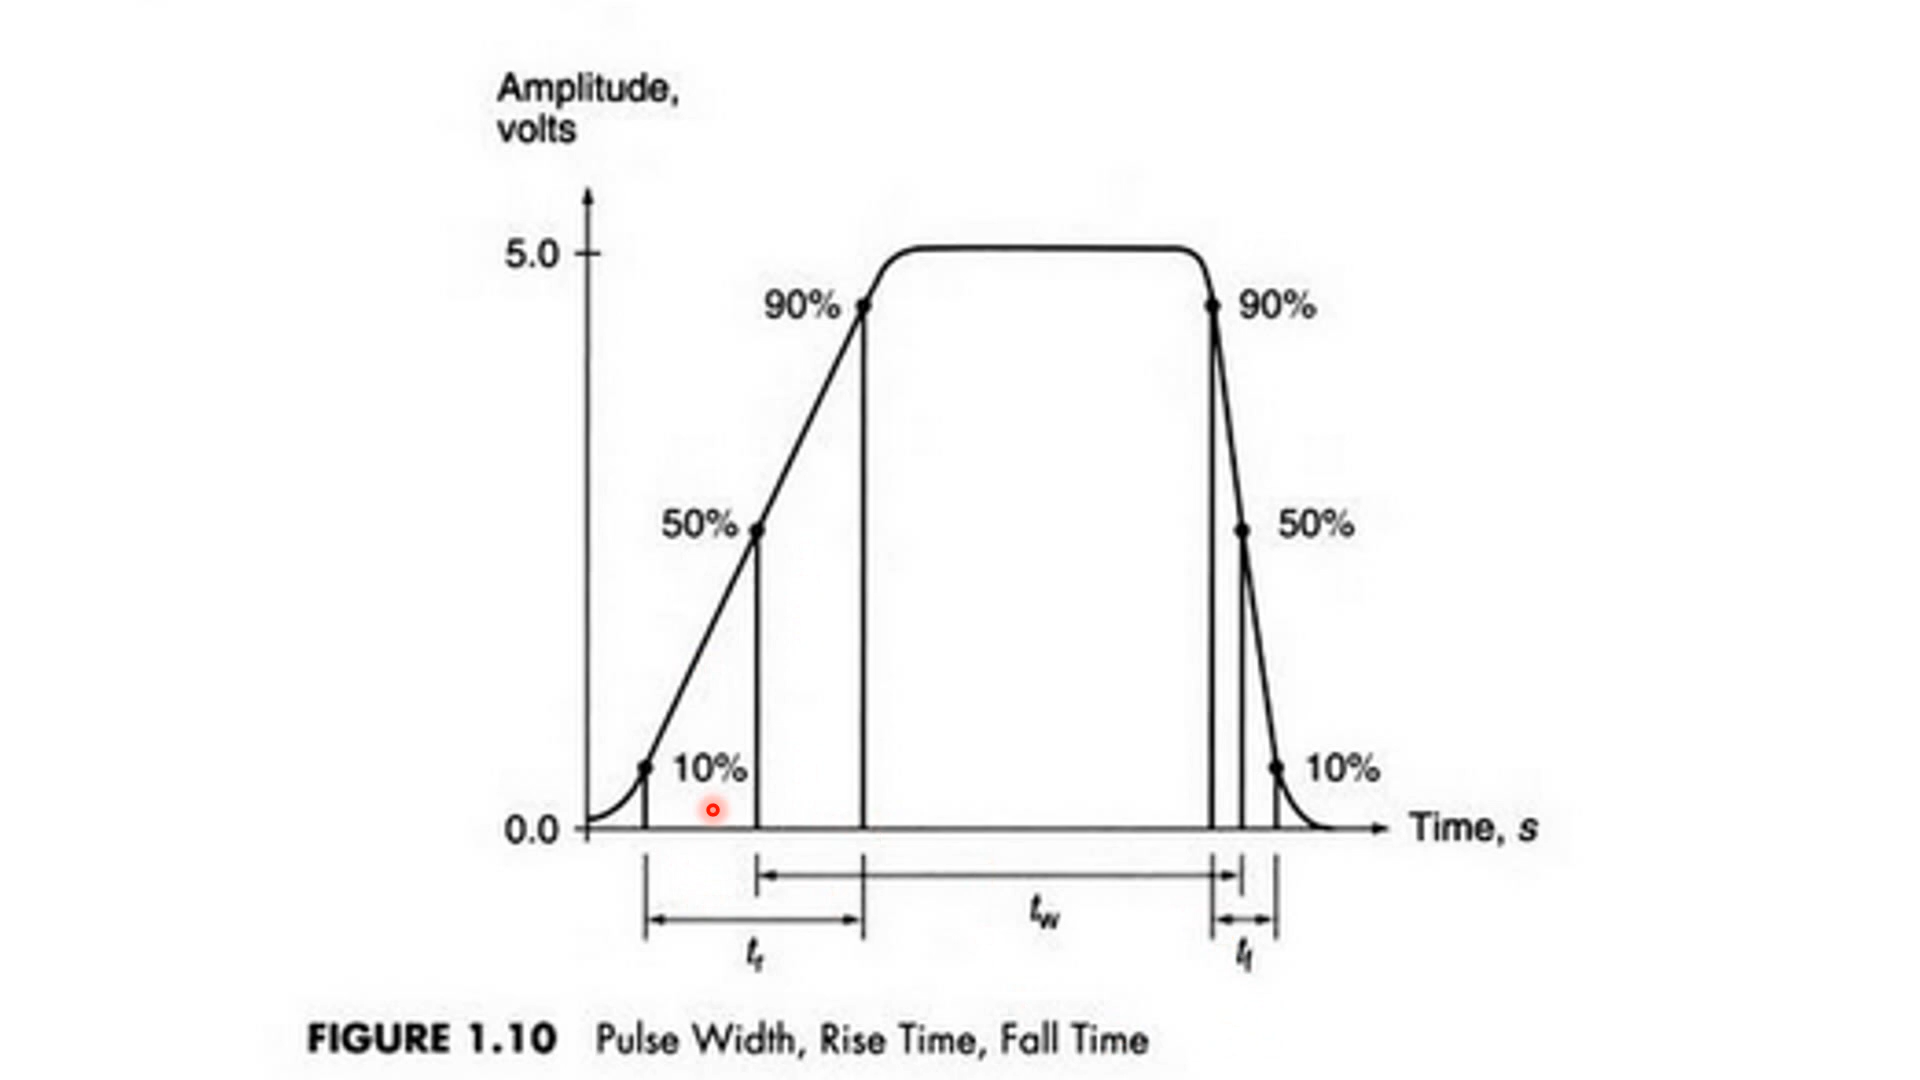 Amplitude,
volts
5.0
90%
90%
50%
50%
10%
10%
0.0
Time, s
tw
tr
tf
FIGURE 1.10 Pulse Width, Rise Time, Fall Time